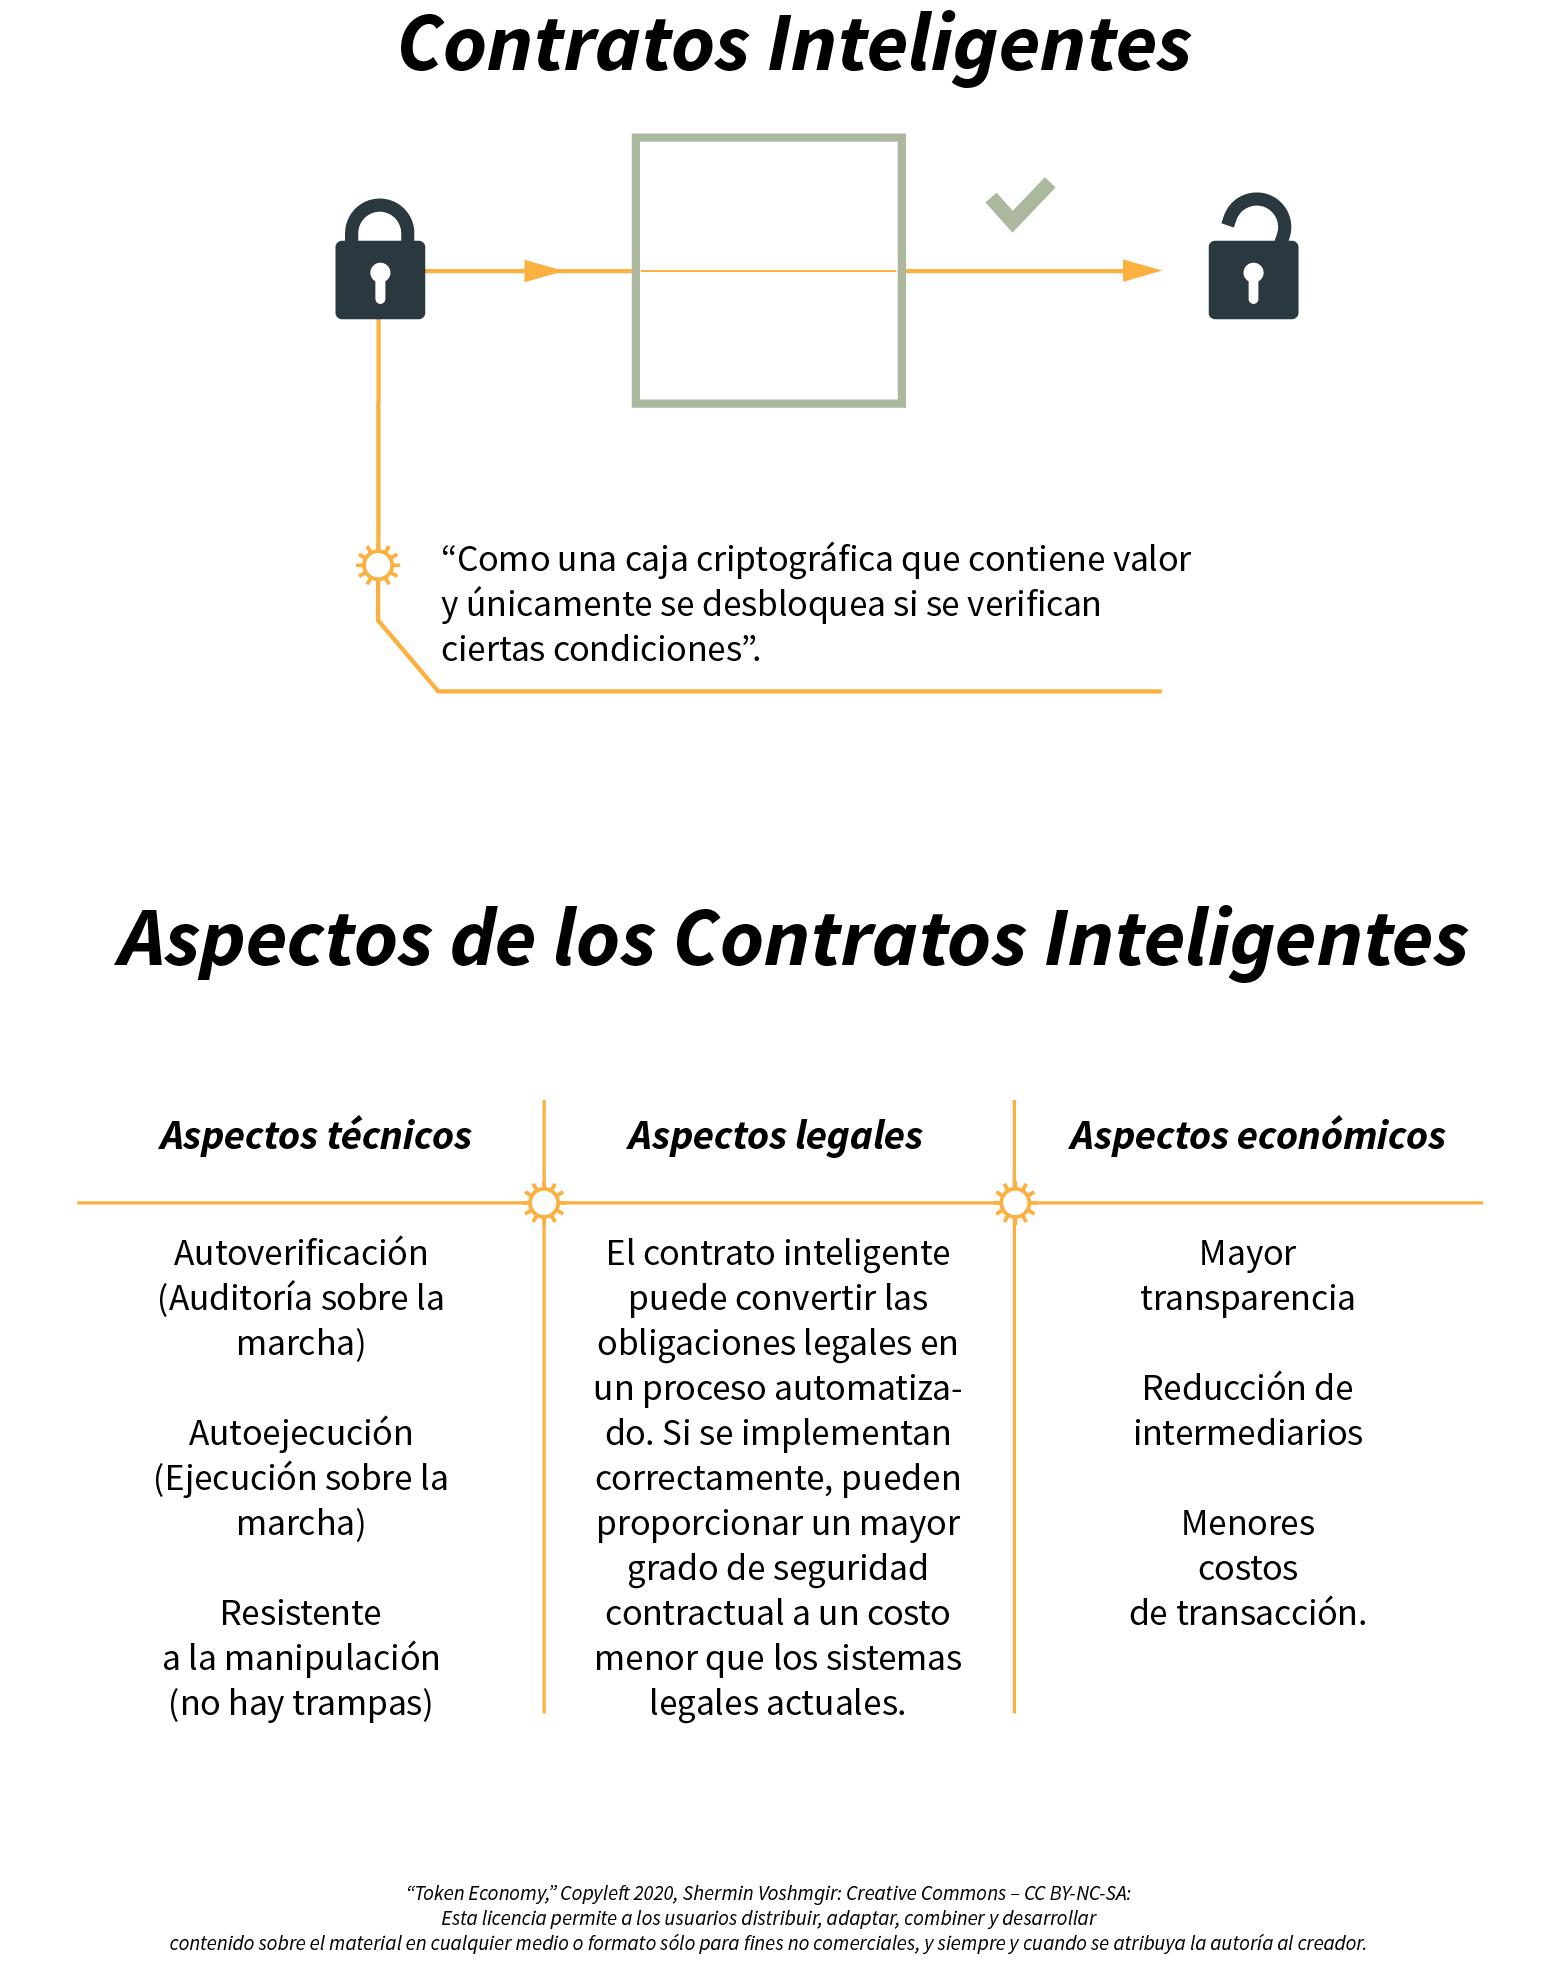 Contratos Inteligentes
“Como una caja criptográfica que contiene valor
y únicamente se desbloquea si se verifican
ciertas condiciones”.
Aspectos de los Contratos Inteligentes
Aspectos técnicos
Autoverificación
(Auditoría sobre la
marcha)
Autoejecución
(Ejecución sobre la
marcha)
Resistente
a la manipulación
(no hay trampas)
Aspectos legales
El contrato inteligente
puede convertir las
obligaciones legales en
un proceso automatiza-
do. Si se implementan
correctamente, pueden
proporcionar un mayor
grado de seguridad
contractual a un costo
menor que los sistemas
legales actuales.
Aspectos económicos
Mayor
transparencia
Reducción de
intermediarios
Menores
costos
de transacción.
“Token Economy,” Copyleft 2020, Shermin Voshmgir: Creative Commons – CC BY-NC-SA:
Esta licencia permite a los usuarios distribuir, adaptar, combiner y desarrollar
contenido sobre el material en cualquier medio o formato sólo para fines no comerciales, y siempre y cuando se atribuya la autoría al creador.